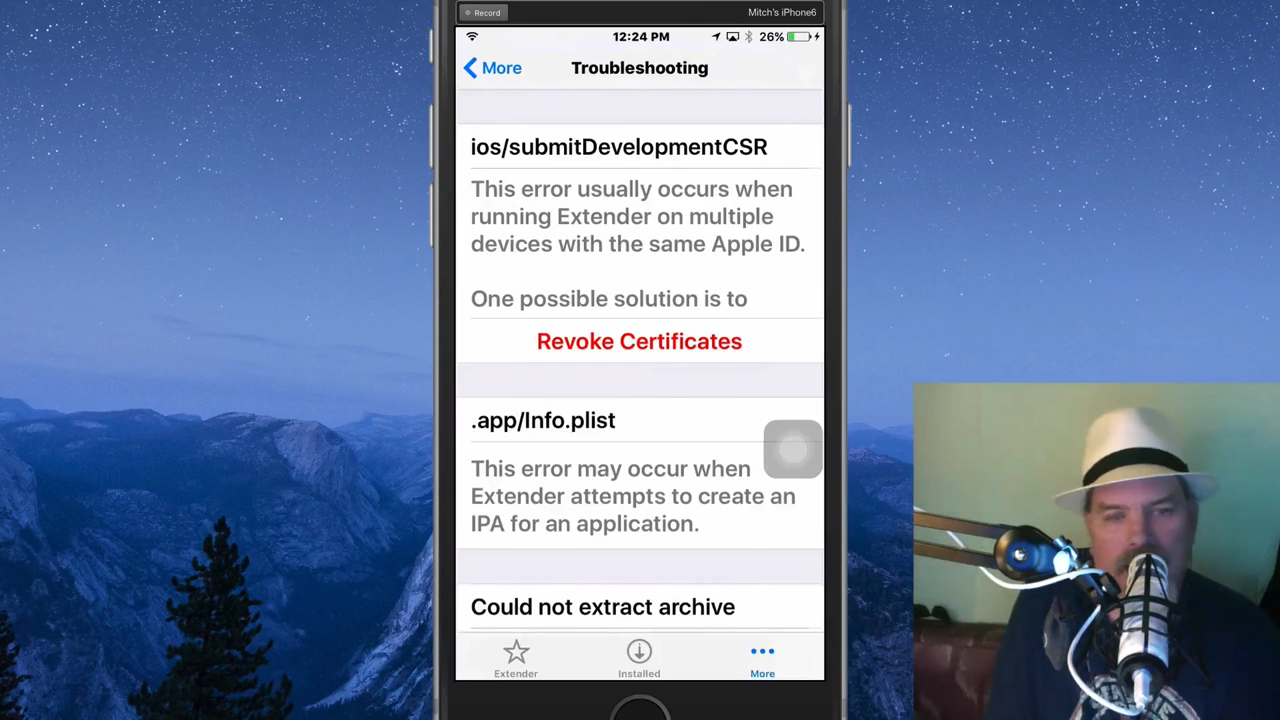 Record
Mitch's iPhone6
12:24 PM
26%
More
Troubleshooting
ios/submitDevelopmentCSR
This error usually occurs when
running Extender on multiple
devices with the same Apple ID.
One possible solution is to
Revoke Certificates
.app/Info.plist
This error may occur when
Extender attempts to create an
IPA for an application.
Could not extract archive
Extender
Installed
More